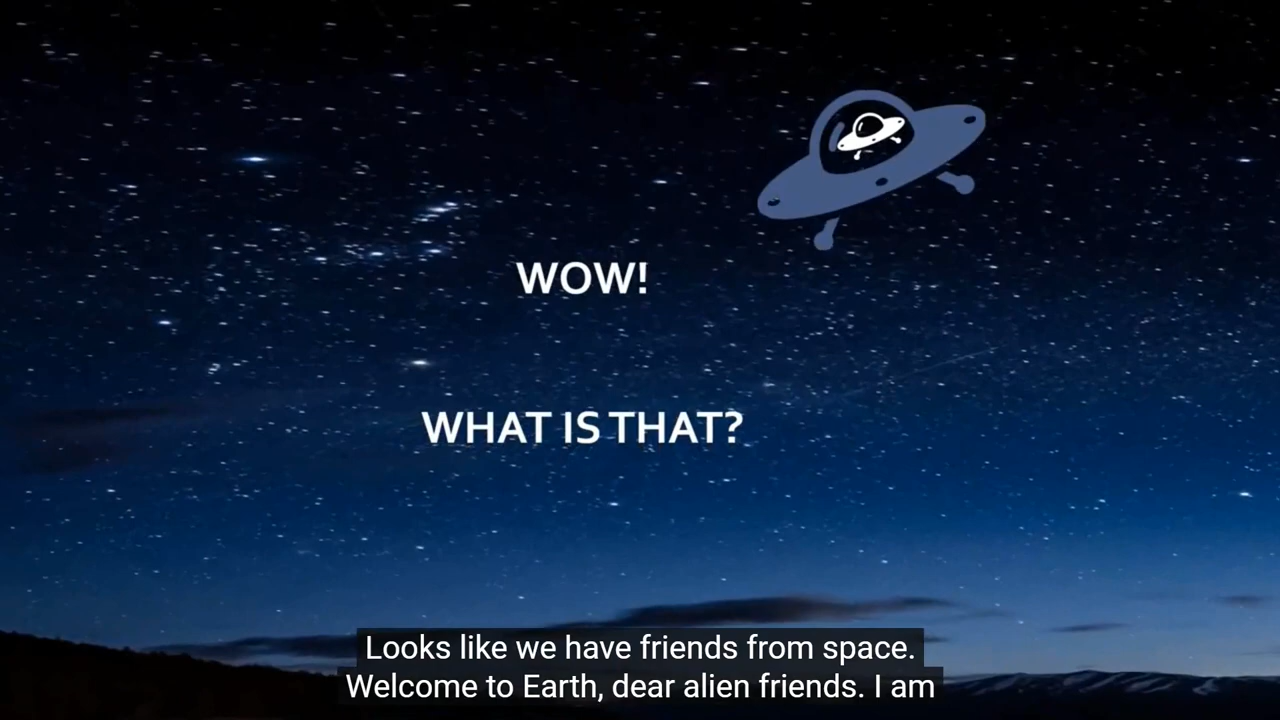 WOW!
WHAT IS THAT?
Looks like we have friends from space.
Welcome to Earth, dear alien friends. I am